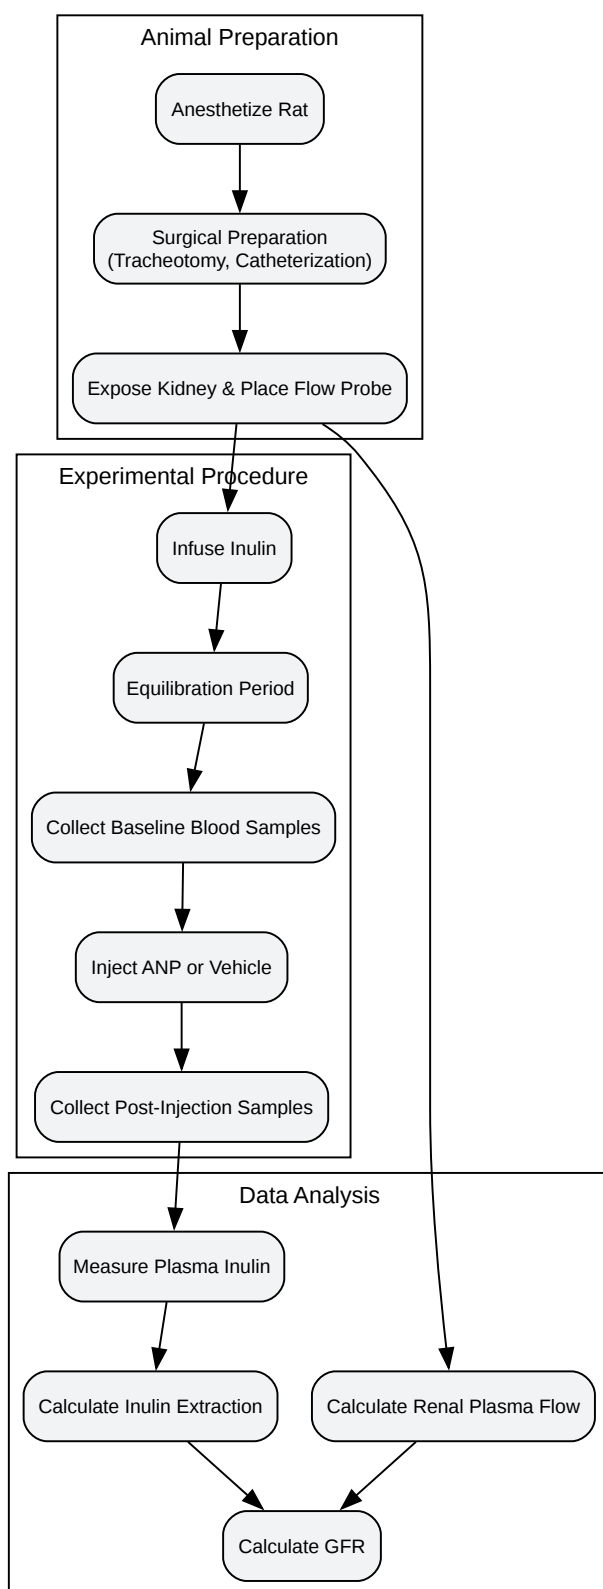 Animal Preparation
Anesthetize Rat
Surgical Preparation
(Tracheotomy, Catheterization)
Expose Kidney & Place Flow Probe
Experimental Procedure
Infuse Inulin
Equilibration Period
Collect Baseline Blood Samples
Inject ANP or Vehicle
Collect Post-Injection Samples
Data Analysis
Measure Plasma Inulin
Calculate Inulin Extraction
Calculate Renal Plasma Flow
Calculate GFR